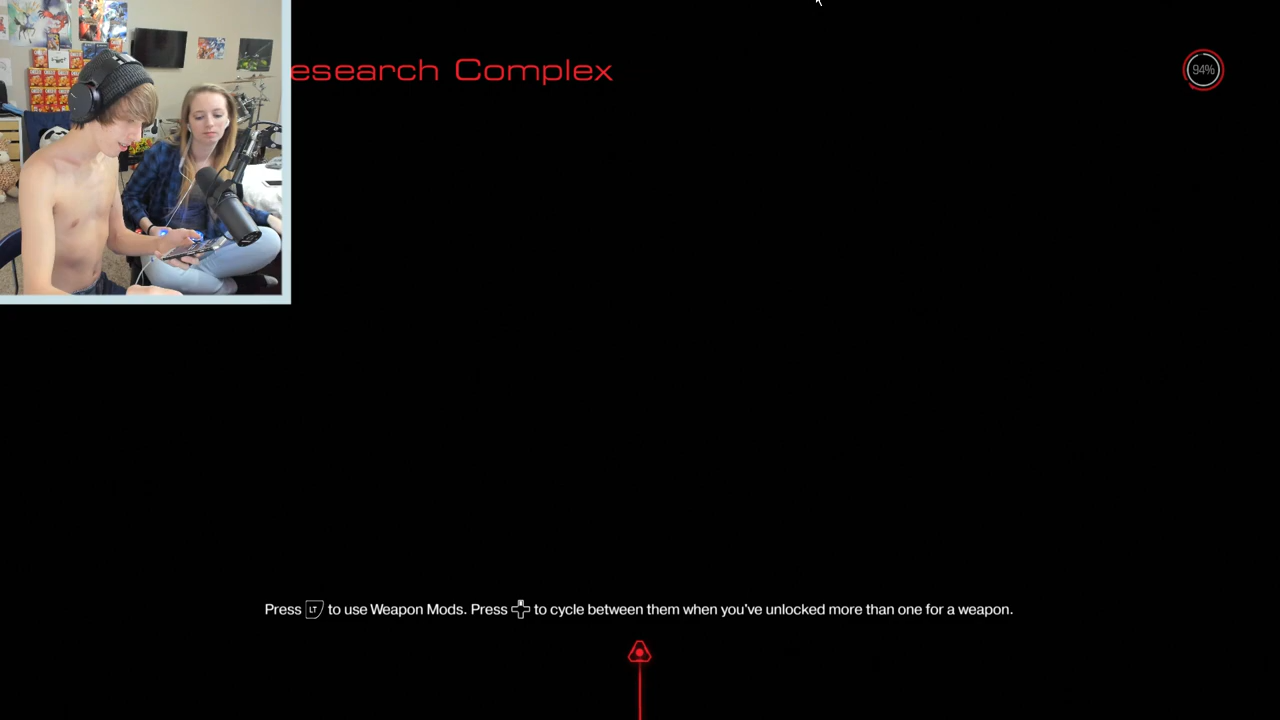 esearch Complex
94%
Press LT to use Weapon Mods. Press to cycle between them when you've unlocked more than one for a weapon.